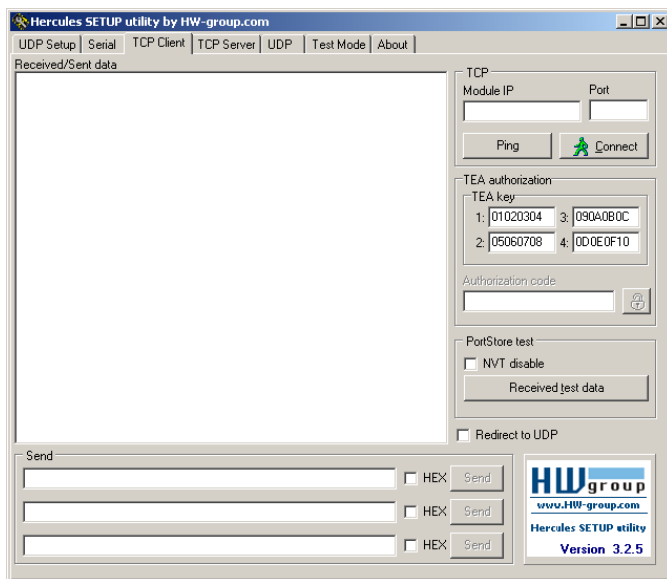 Hercules SETUP utility by HW-group.com
UDP Setup Serial TCP Client TCP Server UDP Test Mode About
Received/Sent data
TCP
Module IP Port
Ping Connect
TEA authorization
TEA key
1: 01020304 3: 090A0B0C
2: 05060708 4: 0D0E0F10
Authorization code
PortStore test
NVT disable
Received test data
Redirect to UDP
Send
HEX Send
HEX Send
HEX Send
HW group
www.HW-group.com
Hercules SETUP utility
Version 3.2.5